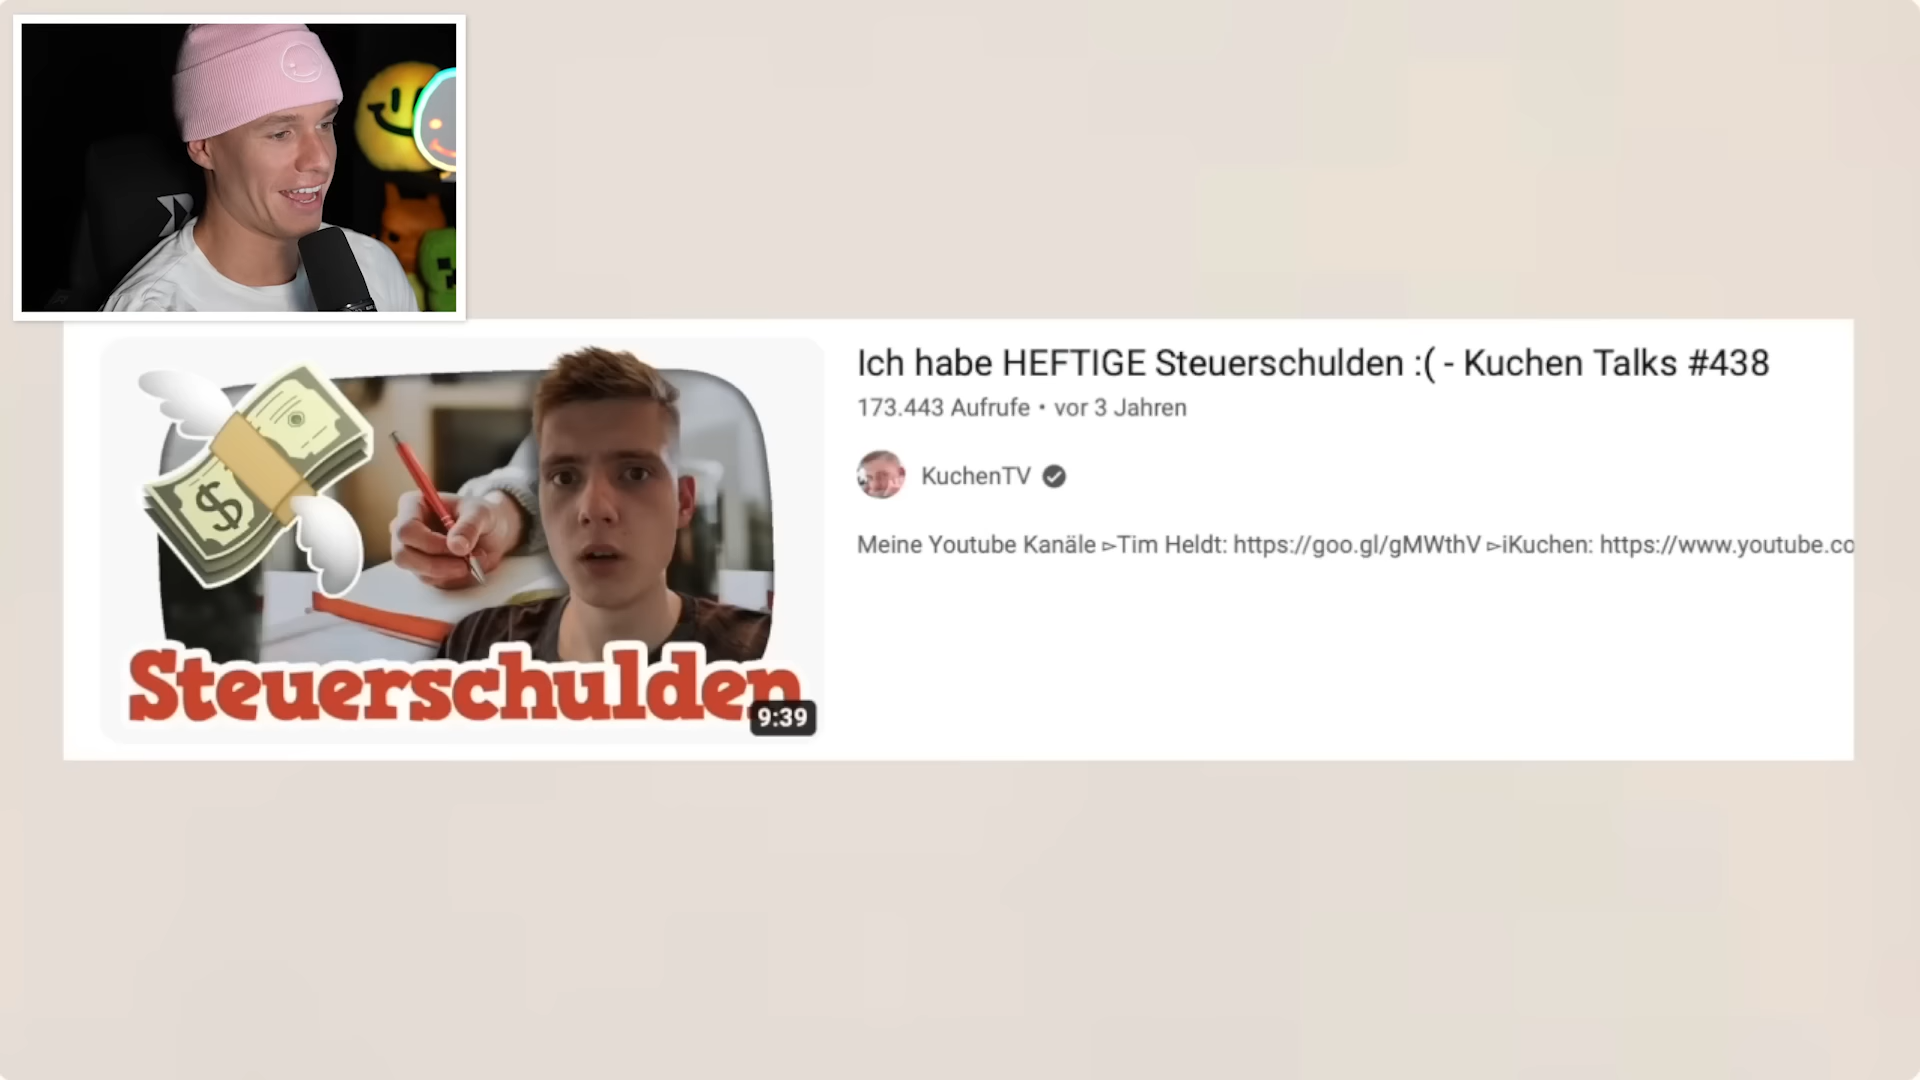 Ich habe HEFTIGE Steuerschulden :( - Kuchen Talks #438
173.443 Aufrufe • vor 3 Jahren
KuchenTV
Meine Youtube Kanäle ▻Tim Heldt: https://goo.gl/gMWthV ▻iKuchen: https://www.youtube.co
Steuerschulden
9:39